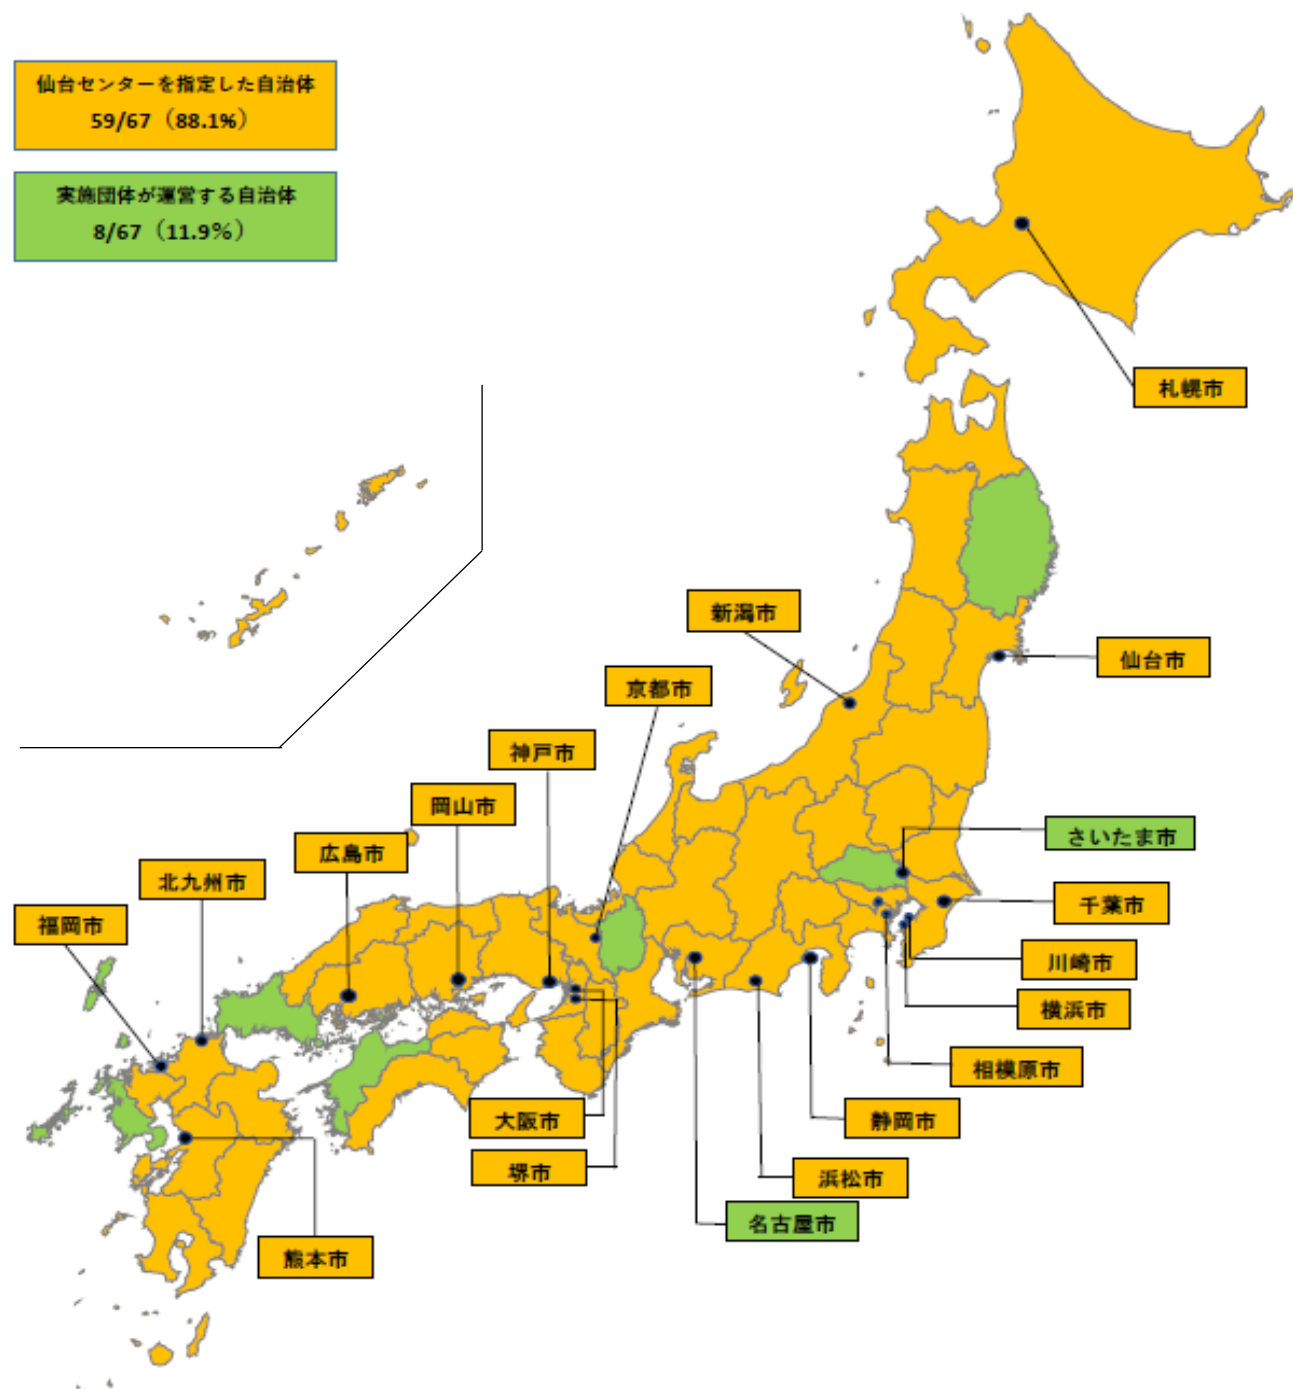 仙台センターを指定した自治体
59/67（88.1%）
実施団体が運営する自治体
8/67（11.9%）
札幌市
新潟市
仙台市
京都市
神戸市
岡山市
広島市
さいたま市
北九州市
千葉市
福岡市
川崎市
横浜市
相模原市
大阪市
静岡市
堺市
浜松市
名古屋市
熊本市